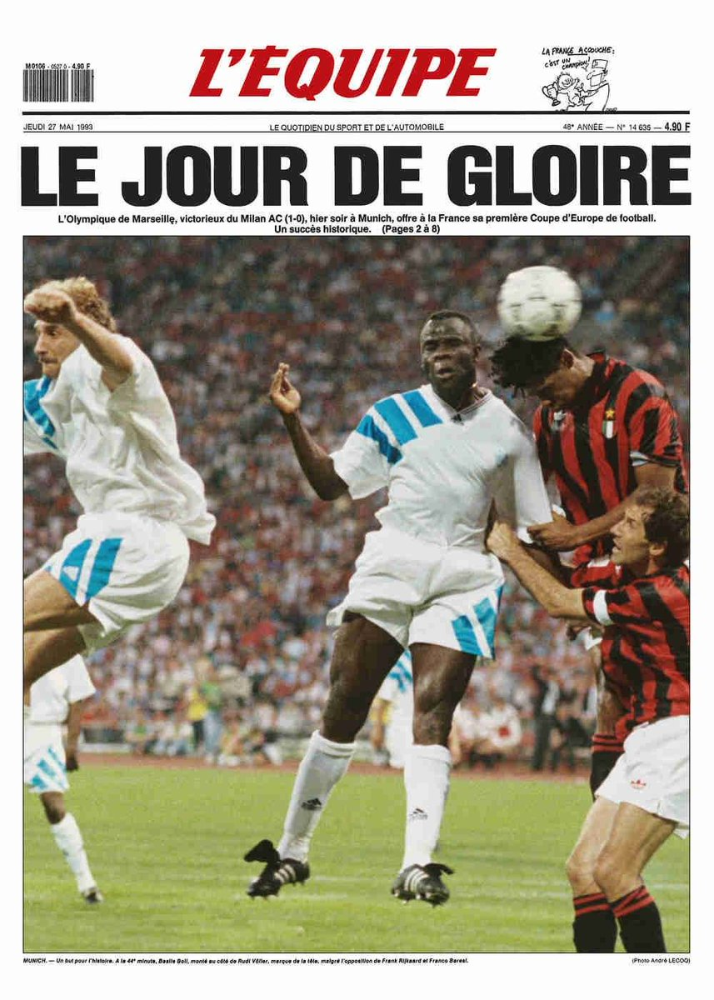 M0106 - 0527 0 - 4,90 F
L'ÉQUIPE
LA FRANCE ACCOUCHE :
C'EST UN
CHAMPION !
JEUDI 27 MAI 1993
LE QUOTIDIEN DU SPORT ET DE L'AUTOMOBILE
48e ANNÉE — N° 14 635 — 4,90 F
LE JOUR DE GLOIRE
L'Olympique de Marseille, victorieux du Milan AC (1-0), hier soir à Munich, offre à la France sa première Coupe d'Europe de football.
Un succès historique. (Pages 2 à 8)
adidas
adidas
MUNICH. — Un but pour l'histoire. A la 44e minute, Basile Boli, monté au côté de Rudi Völler, marque de la tête, malgré l'opposition de Frank Rijkaard et Franco Baresi.
(Photo André LECOQ)